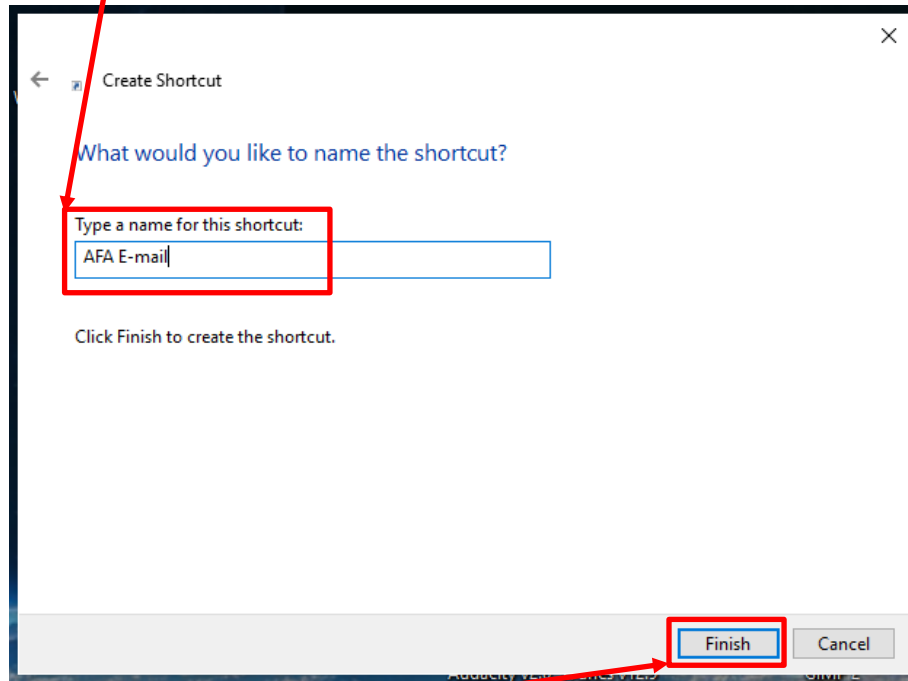 Create Shortcut
What would you like to name the shortcut?
Type a name for this shortcut:
AFA E-mail
Click Finish to create the shortcut.
Finish
Cancel